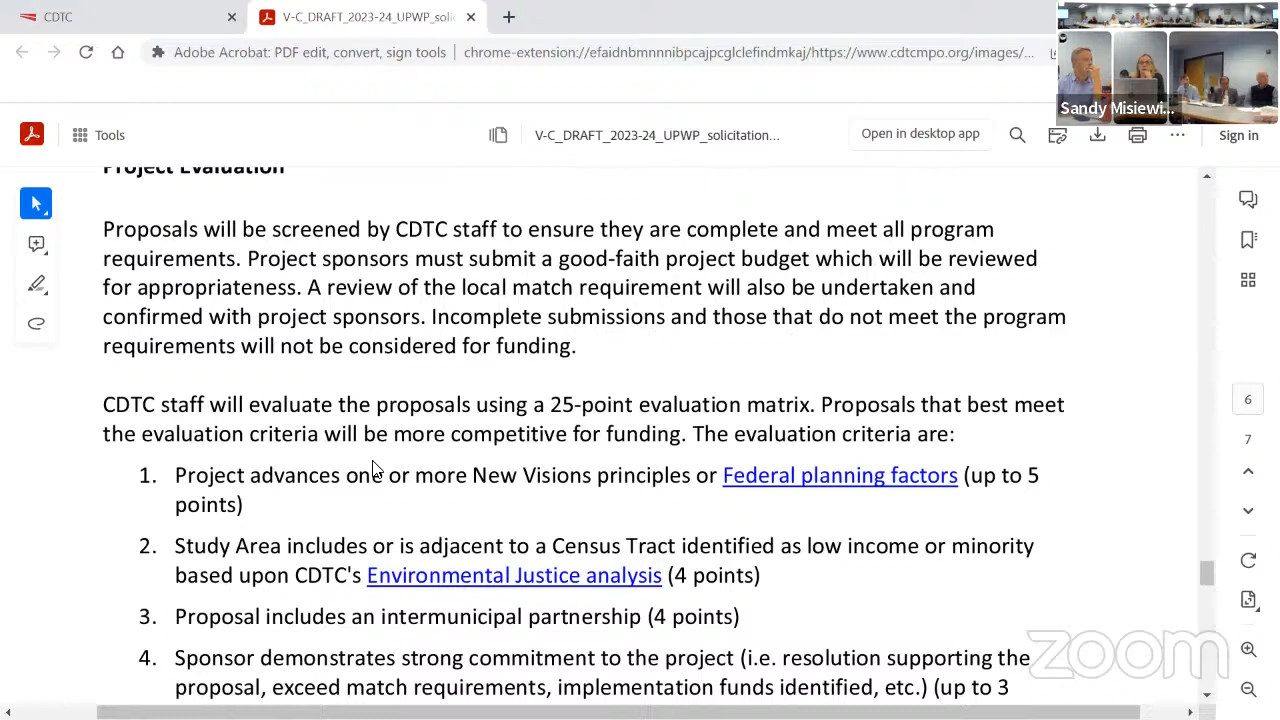 CDTC
V-C_DRAFT_2023-24_UPWP_solic
Adobe Acrobat: PDF edit, convert, sign tools
chrome-extension://efaidnbmnnnibpcajpcglclefindmkaj/https://www.cdtcmpo.org/images/...
Sandy Misiewi...
Tools
V-C_DRAFT_2023-24_UPWP_solicitation...
Open in desktop app
Sign in
Project Evaluation
Proposals will be screened by CDTC staff to ensure they are complete and meet all program
requirements. Project sponsors must submit a good-faith project budget which will be reviewed
for appropriateness. A review of the local match requirement will also be undertaken and
confirmed with project sponsors. Incomplete submissions and those that do not meet the program
requirements will not be considered for funding.
CDTC staff will evaluate the proposals using a 25-point evaluation matrix. Proposals that best meet
the evaluation criteria will be more competitive for funding. The evaluation criteria are:
1. Project advances one or more New Visions principles or Federal planning factors (up to 5
points)
2. Study Area includes or is adjacent to a Census Tract identified as low income or minority
based upon CDTC's Environmental Justice analysis (4 points)
3. Proposal includes an intermunicipal partnership (4 points)
4. Sponsor demonstrates strong commitment to the project (i.e. resolution supporting the
proposal, exceed match requirements, implementation funds identified, etc.) (up to 3
6
7
zoom